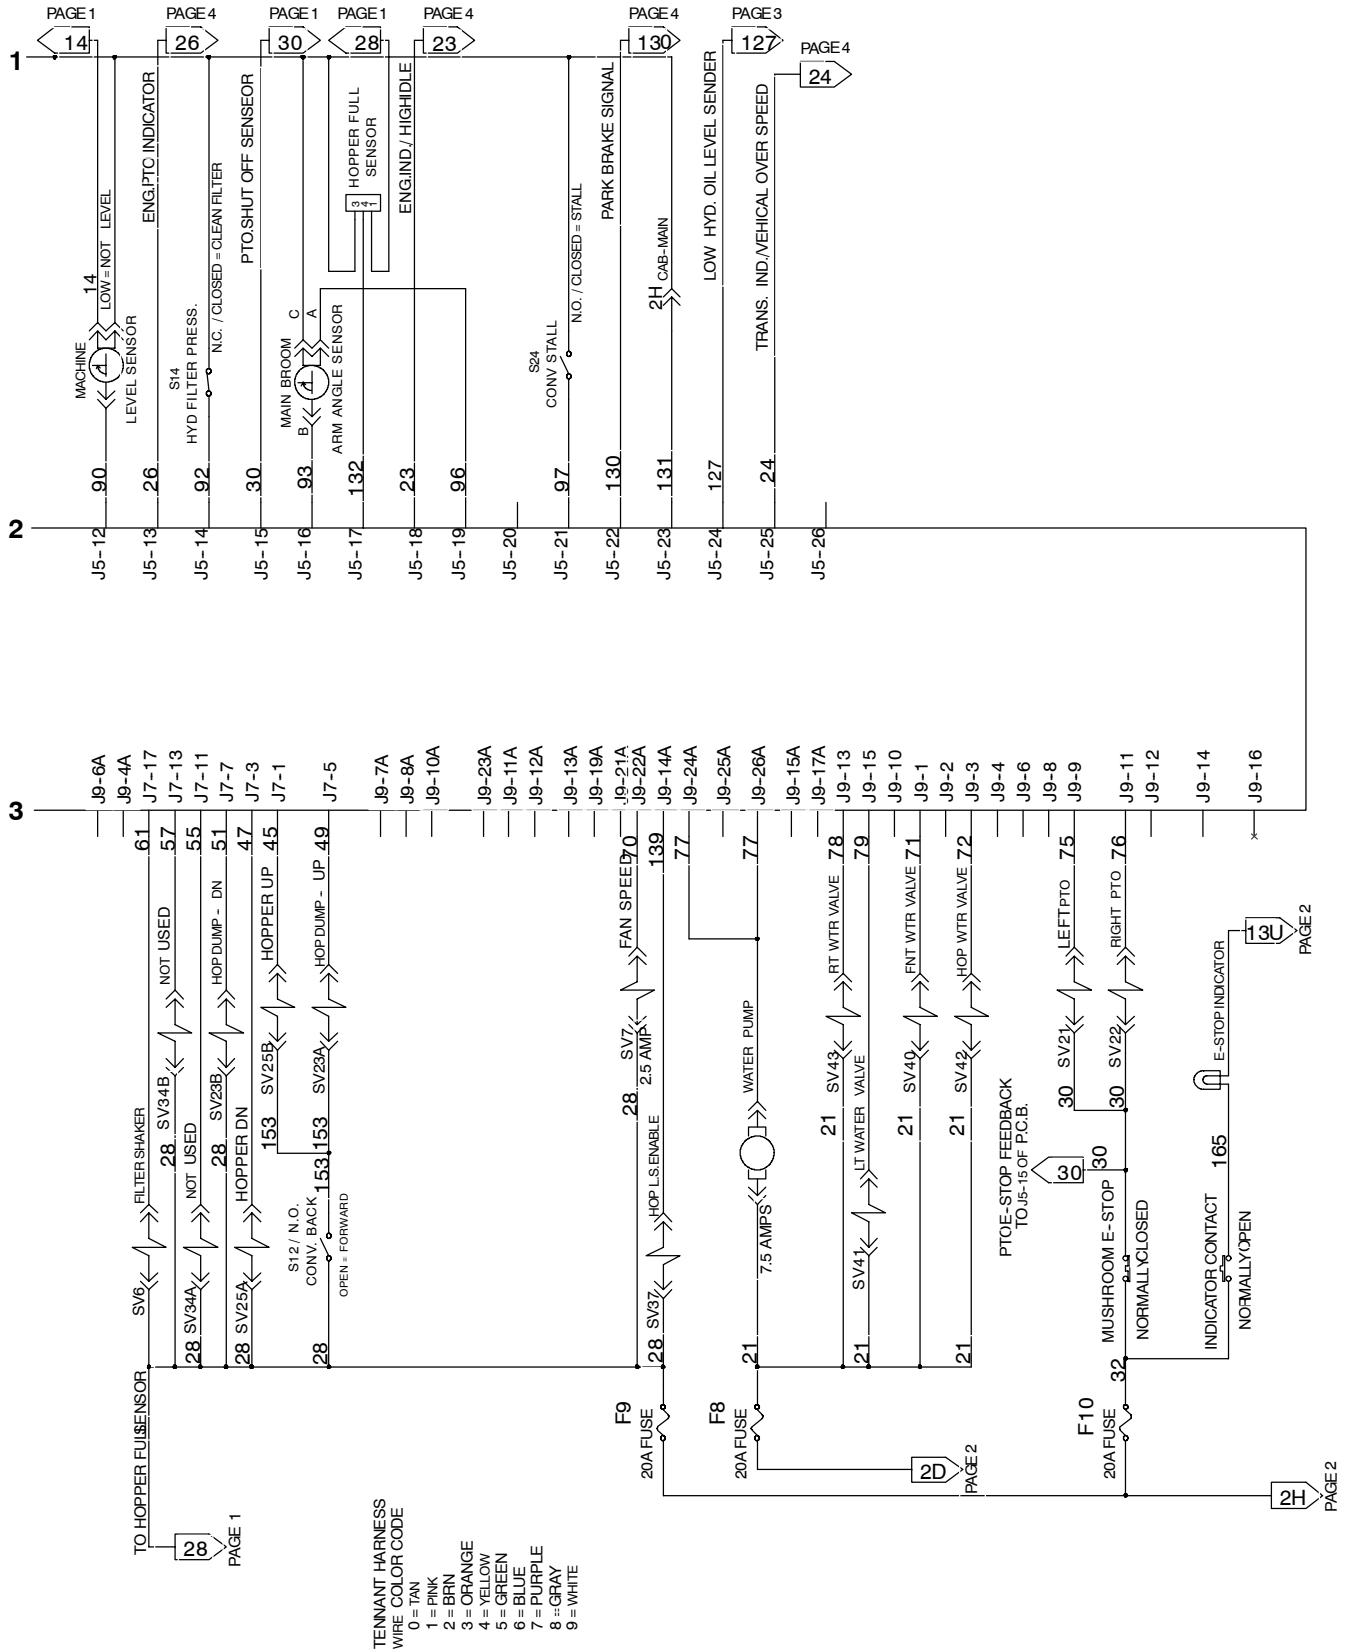 PAGE 1
PAGE 4
PAGE 1
PAGE 1
PAGE 4
PAGE 4
PAGE 3
PAGE 4
14
26
30
28
23
130
127
24
1
14
LOW = NOT LEVEL
MACHINE
LEVEL SENSOR
ENG.PTO INDICATOR
S14
HYD FILTER PRESS.
N.C. / CLOSED = CLEAN FILTER
PTO.SHUT OFF SENSEOR
MAIN BROOM
ARM ANGLE SENSOR
C
A
B
HOPPER FULL
SENSOR
3
4
1
ENG.IND./ HIGHIDLE
S24
CONV STALL
N.O. / CLOSED = STALL
PARK BRAKE SIGNAL
2H
CAB-MAIN
LOW HYD. OIL LEVEL SENDER
TRANS. IND./VEHICAL OVER SPEED
90
26
92
30
93
132
23
96
97
130
131
127
24
2
J5-12
J5-13
J5-14
J5-15
J5-16
J5-17
J5-18
J5-19
J5-20
J5-21
J5-22
J5-23
J5-24
J5-25
J5-26
J9-6A
J9-4A
J7-17
J7-13
J7-11
J7-7
J7-3
J7-1
J7-5
J9-7A
J9-8A
J9-10A
J9-23A
J9-11A
J9-12A
J9-13A
J9-19A
J9-21A
J9-22A
J9-14A
J9-24A
J9-25A
J9-26A
J9-15A
J9-17A
J9-13
J9-15
J9-10
J9-1
J9-2
J9-3
J9-4
J9-6
J9-8
J9-9
J9-11
J9-12
J9-14
J9-16
3
61
57
55
51
47
45
49
70
139
77
77
78
79
71
72
75
76
FILTER SHAKER
SV6
NOT USED
SV34B
28
NOT USED
SV34A
28
HOP DUMP - DN
SV23B
28
HOPPER DN
SV25A
28
HOPPER UP
SV25B
153
HOP DUMP - UP
SV23A
153
153
S12 / N.O.
CONV. BACK
OPEN = FORWARD
28
FAN SPEED
SV7
2.5 AMP
28
HOP L.S.ENABLE
SV37
28
WATER PUMP
7.5 AMPS
21
RT WTR VALVE
SV43
21
LT WATER VALVE
SV41
21
FNT WTR VALVE
SV40
21
HOP WTR VALVE
SV42
21
21
LEFT PTO
SV21
30
RIGHT PTO
SV22
30
30
30
PTO E-STOP FEEDBACK
TO J5-15 OF P.C.B.
MUSHROOM E-STOP
NORMALLY CLOSED
32
13U
PAGE 2
E-STOP INDICATOR
165
INDICATOR CONTACT
NORMALLY OPEN
TO HOPPER FULL SENSOR
28
PAGE 1
F9
20A FUSE
F8
20A FUSE
F10
20A FUSE
2D
PAGE 2
2H
PAGE 2
TENNANT HARNESS
WIRE COLOR CODE
0 = TAN
1 = PINK
2 = BRN
3 = ORANGE
4 = YELLOW
5 = GREEN
6 = BLUE
7 = PURPLE
8 = GRAY
9 = WHITE